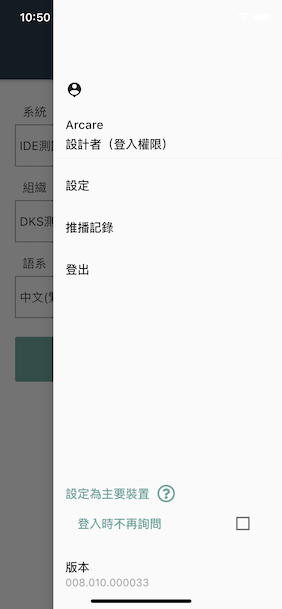 10:50
Arcare
設計者（登入權限）
設定
推播記錄
登出
系統
IDE測
組織
DKS測
語系
中文(繁
設定為主要裝置 ?
登入時不再詢問
版本
008.010.000033